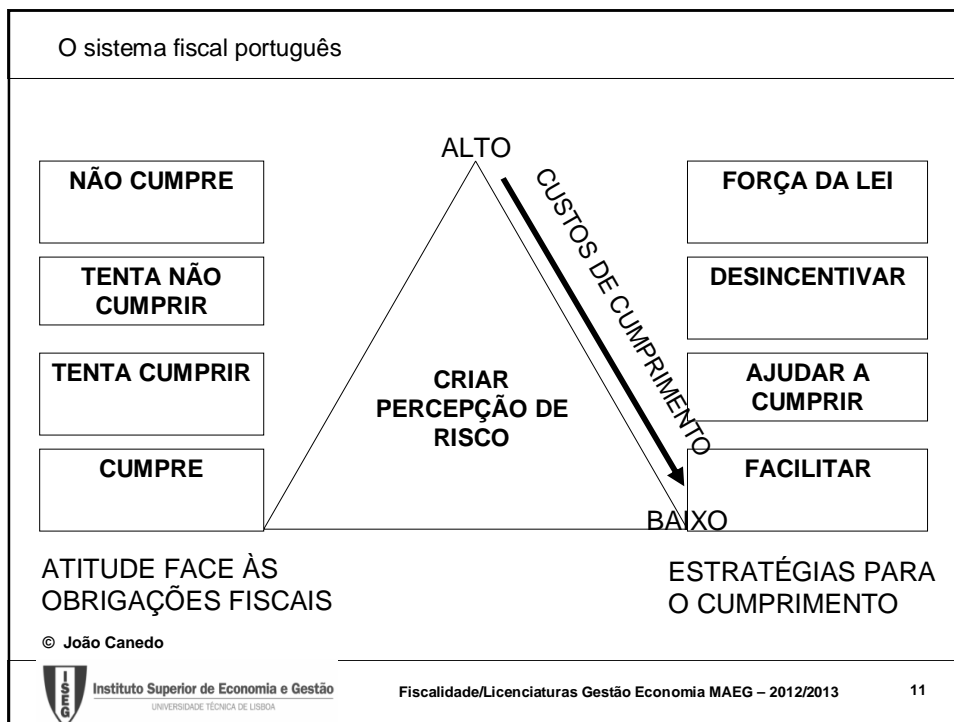 O sistema fiscal português
NÃO CUMPRE
TENTA NÃO
CUMPRIR
TENTA CUMPRIR
CUMPRE
ATITUDE FACE ÀS
OBRIGAÇÕES FISCAIS
ALTO
CUSTOS DE CUMPRIMENTO
CRIAR
PERCEPÇÃO DE
RISCO
BAIXO
FORÇA DA LEI
DESINCENTIVAR
AJUDAR A
CUMPRIR
FACILITAR
ESTRATÉGIAS PARA
O CUMPRIMENTO
© João Canedo
ISEG
Instituto Superior de Economia e Gestão
UNIVERSIDADE TÉCNICA DE LISBOA
Fiscalidade/Licenciaturas Gestão Economia MAEG – 2012/2013
11